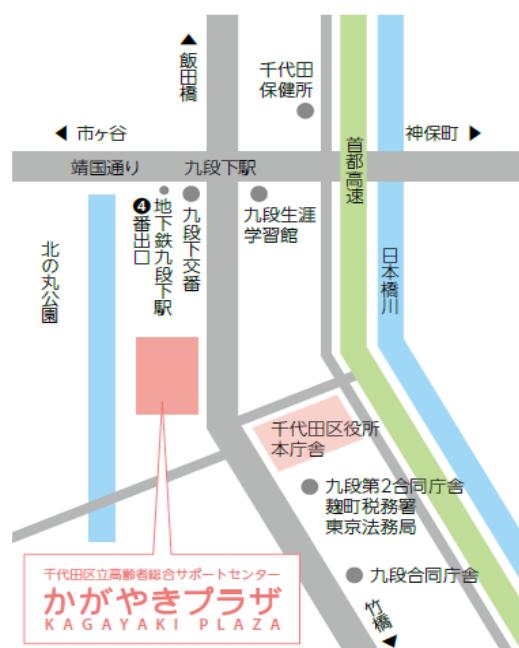 ▲飯田橋
千代田
保健所
◀ 市ヶ谷
神保町 ▶
首都高速
靖国通り
九段下駅
❹番出口
地下鉄九段下駅
九段下交番
九段生涯
学習館
北の丸公園
日本橋川
千代田区役所
本庁舎
九段第2合同庁舎
麹町税務署
東京法務局
九段合同庁舎
竹橋▶
千代田区立高齢者総合サポートセンター
かがやきプラザ
KAGAYAKI PLAZA